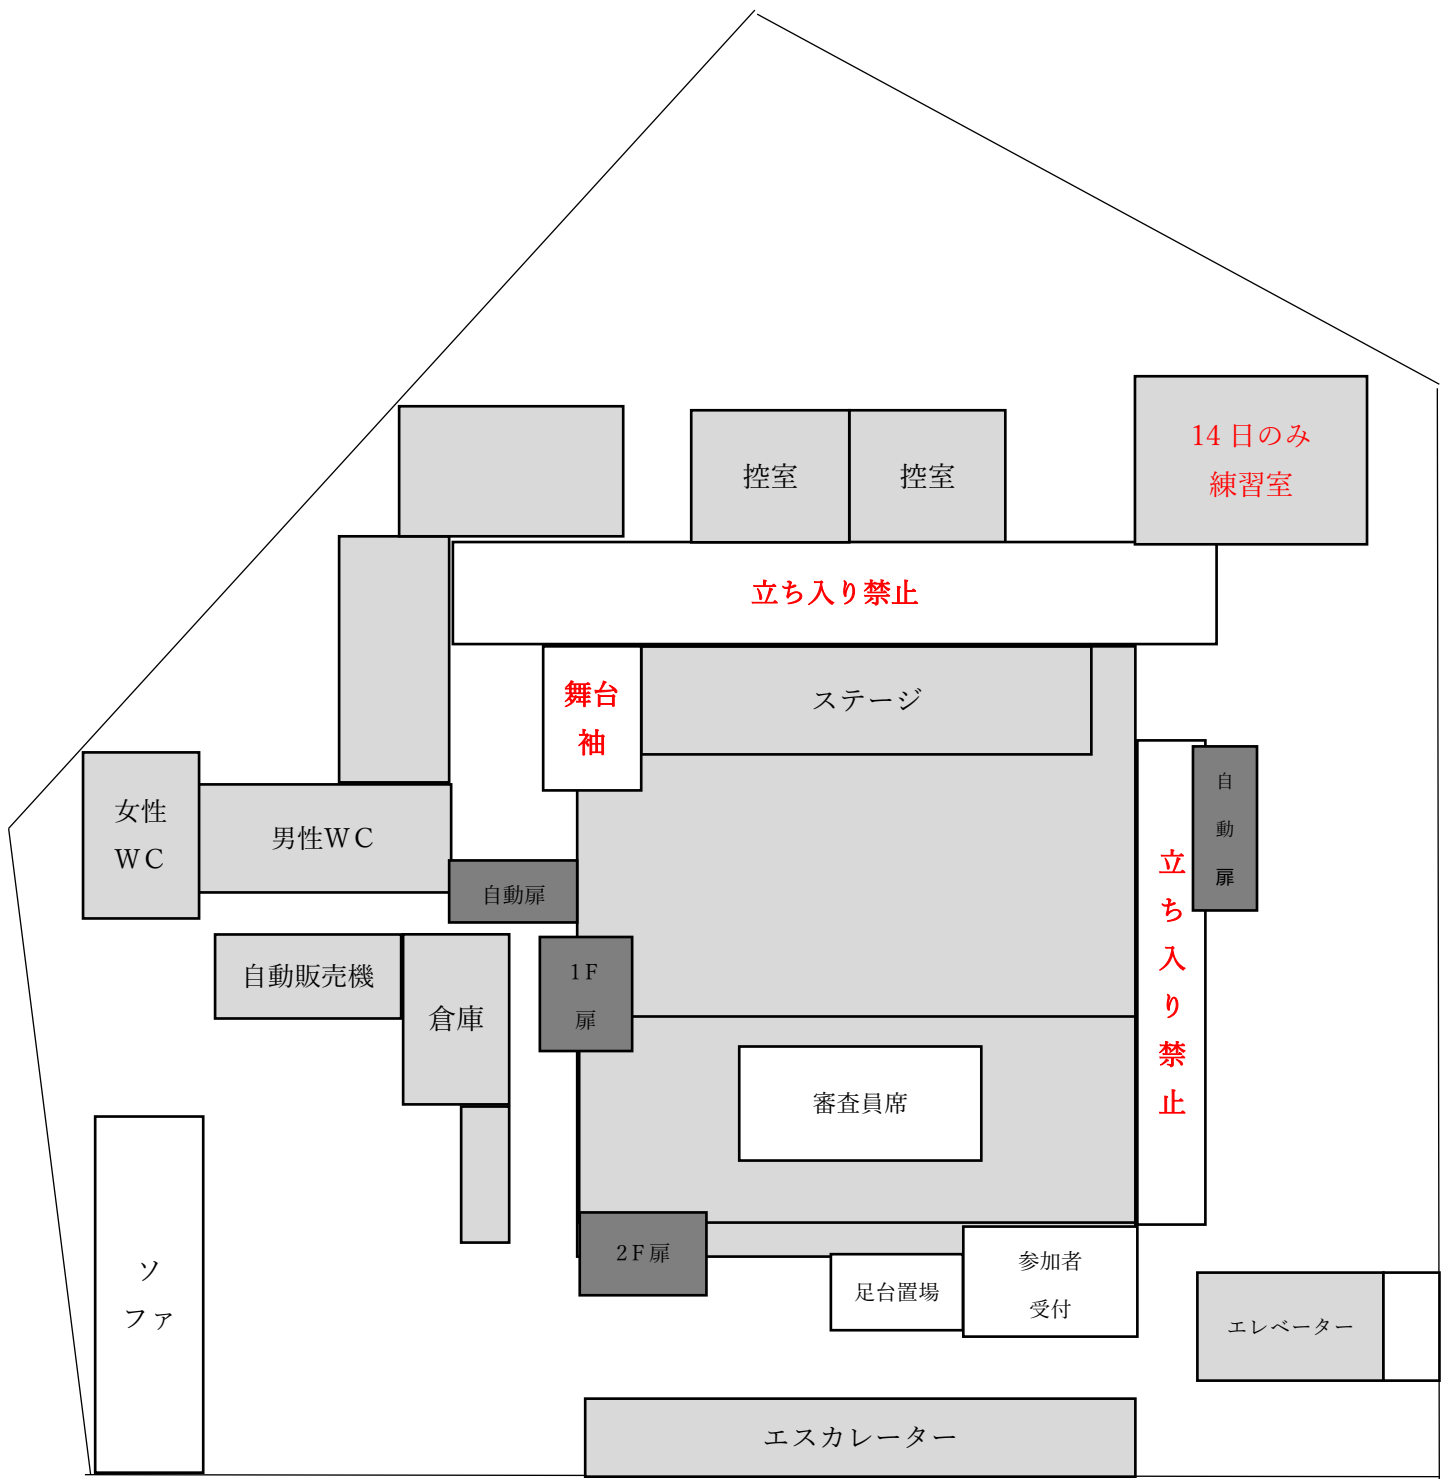 14 日のみ
練習室
控室
控室
立ち入り禁止
舞台
袖
ステージ
女性
ＷＣ
男性ＷＣ
自動扉
自
動
扉
立
ち
入
り
禁
止
自動販売機
倉庫
1Ｆ
扉
審査員席
2Ｆ扉
足台置場
参加者
受付
ソ
ファ
エレベーター
エスカレーター